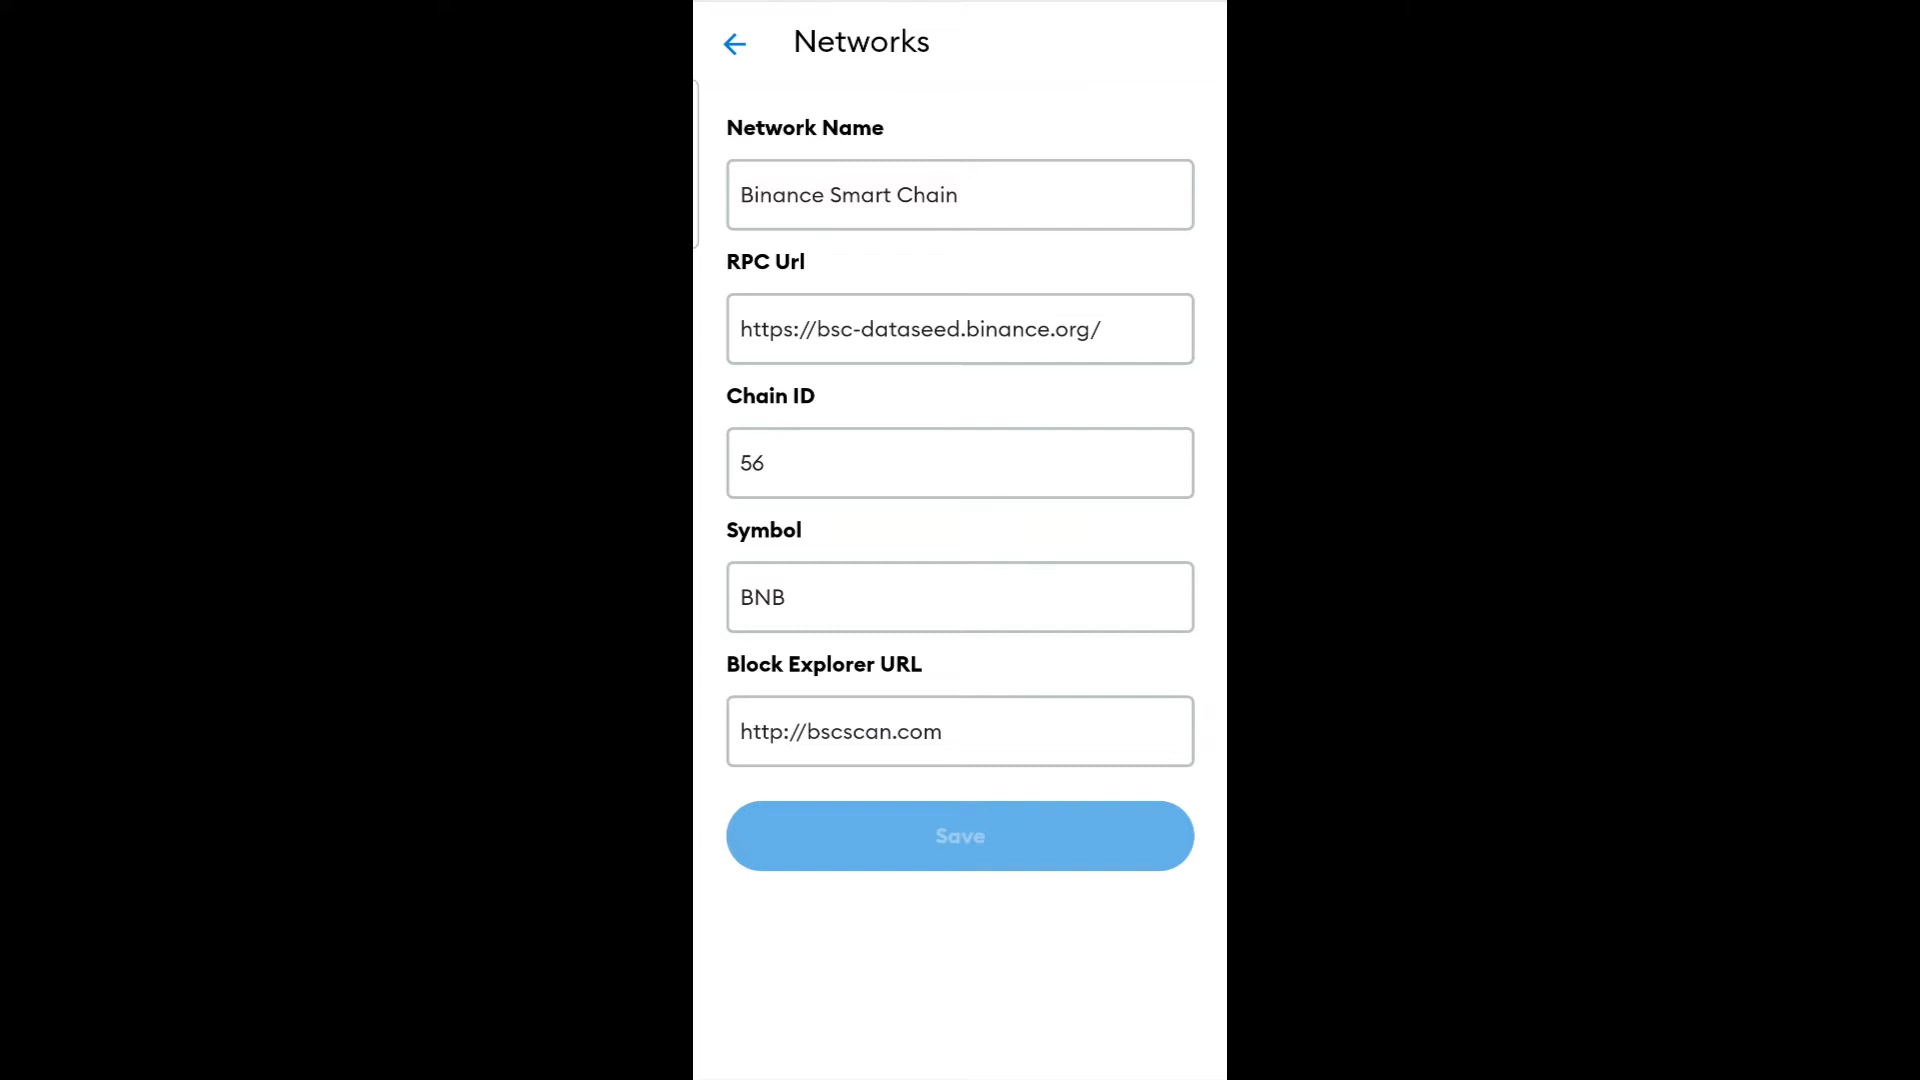 Networks
Network Name
Binance Smart Chain
RPC Url
https://bsc-dataseed.binance.org/
Chain ID
56
Symbol
BNB
Block Explorer URL
http://bscscan.com
Save